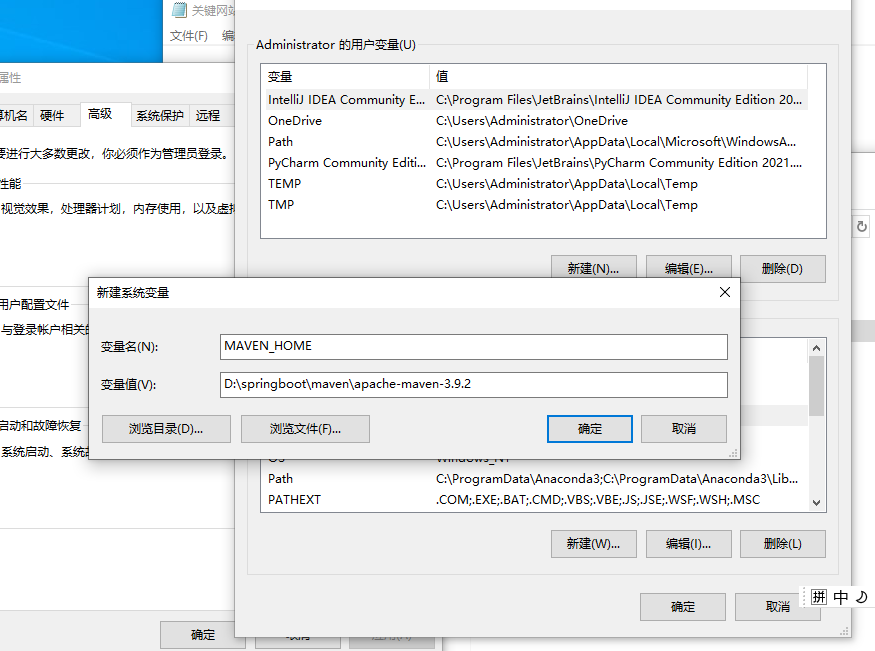 关键网站
文件(F) 编
属性
算机名 硬件 高级 系统保护 远程
要进行大多数更改，你必须作为管理员登录。
性能
视觉效果，处理器计划，内存使用，以及虚拟
用户配置文件
与登录帐户相关的
启动和故障恢复
系统启动、系统故
确定 取消 应用(A)
Administrator 的用户变量(U)
变量 值
IntelliJ IDEA Community E... C:\Program Files\JetBrains\IntelliJ IDEA Community Edition 20...
OneDrive C:\Users\Administrator\OneDrive
Path C:\Users\Administrator\AppData\Local\Microsoft\WindowsA...
PyCharm Community Editi... C:\Program Files\JetBrains\PyCharm Community Edition 2021....
TEMP C:\Users\Administrator\AppData\Local\Temp
TMP C:\Users\Administrator\AppData\Local\Temp
新建(N)... 编辑(E)... 删除(D)
新建系统变量
变量名(N): MAVEN_HOME
变量值(V): D:\springboot\maven\apache-maven-3.9.2
浏览目录(D)... 浏览文件(F)... 确定 取消
OS Windows_NT
Path C:\ProgramData\Anaconda3;C:\ProgramData\Anaconda3\Lib...
PATHEXT .COM;.EXE;.BAT;.CMD;.VBS;.VBE;.JS;.JSE;.WSF;.WSH;.MSC
新建(W)... 编辑(I)... 删除(L)
确定 取消
拼 中